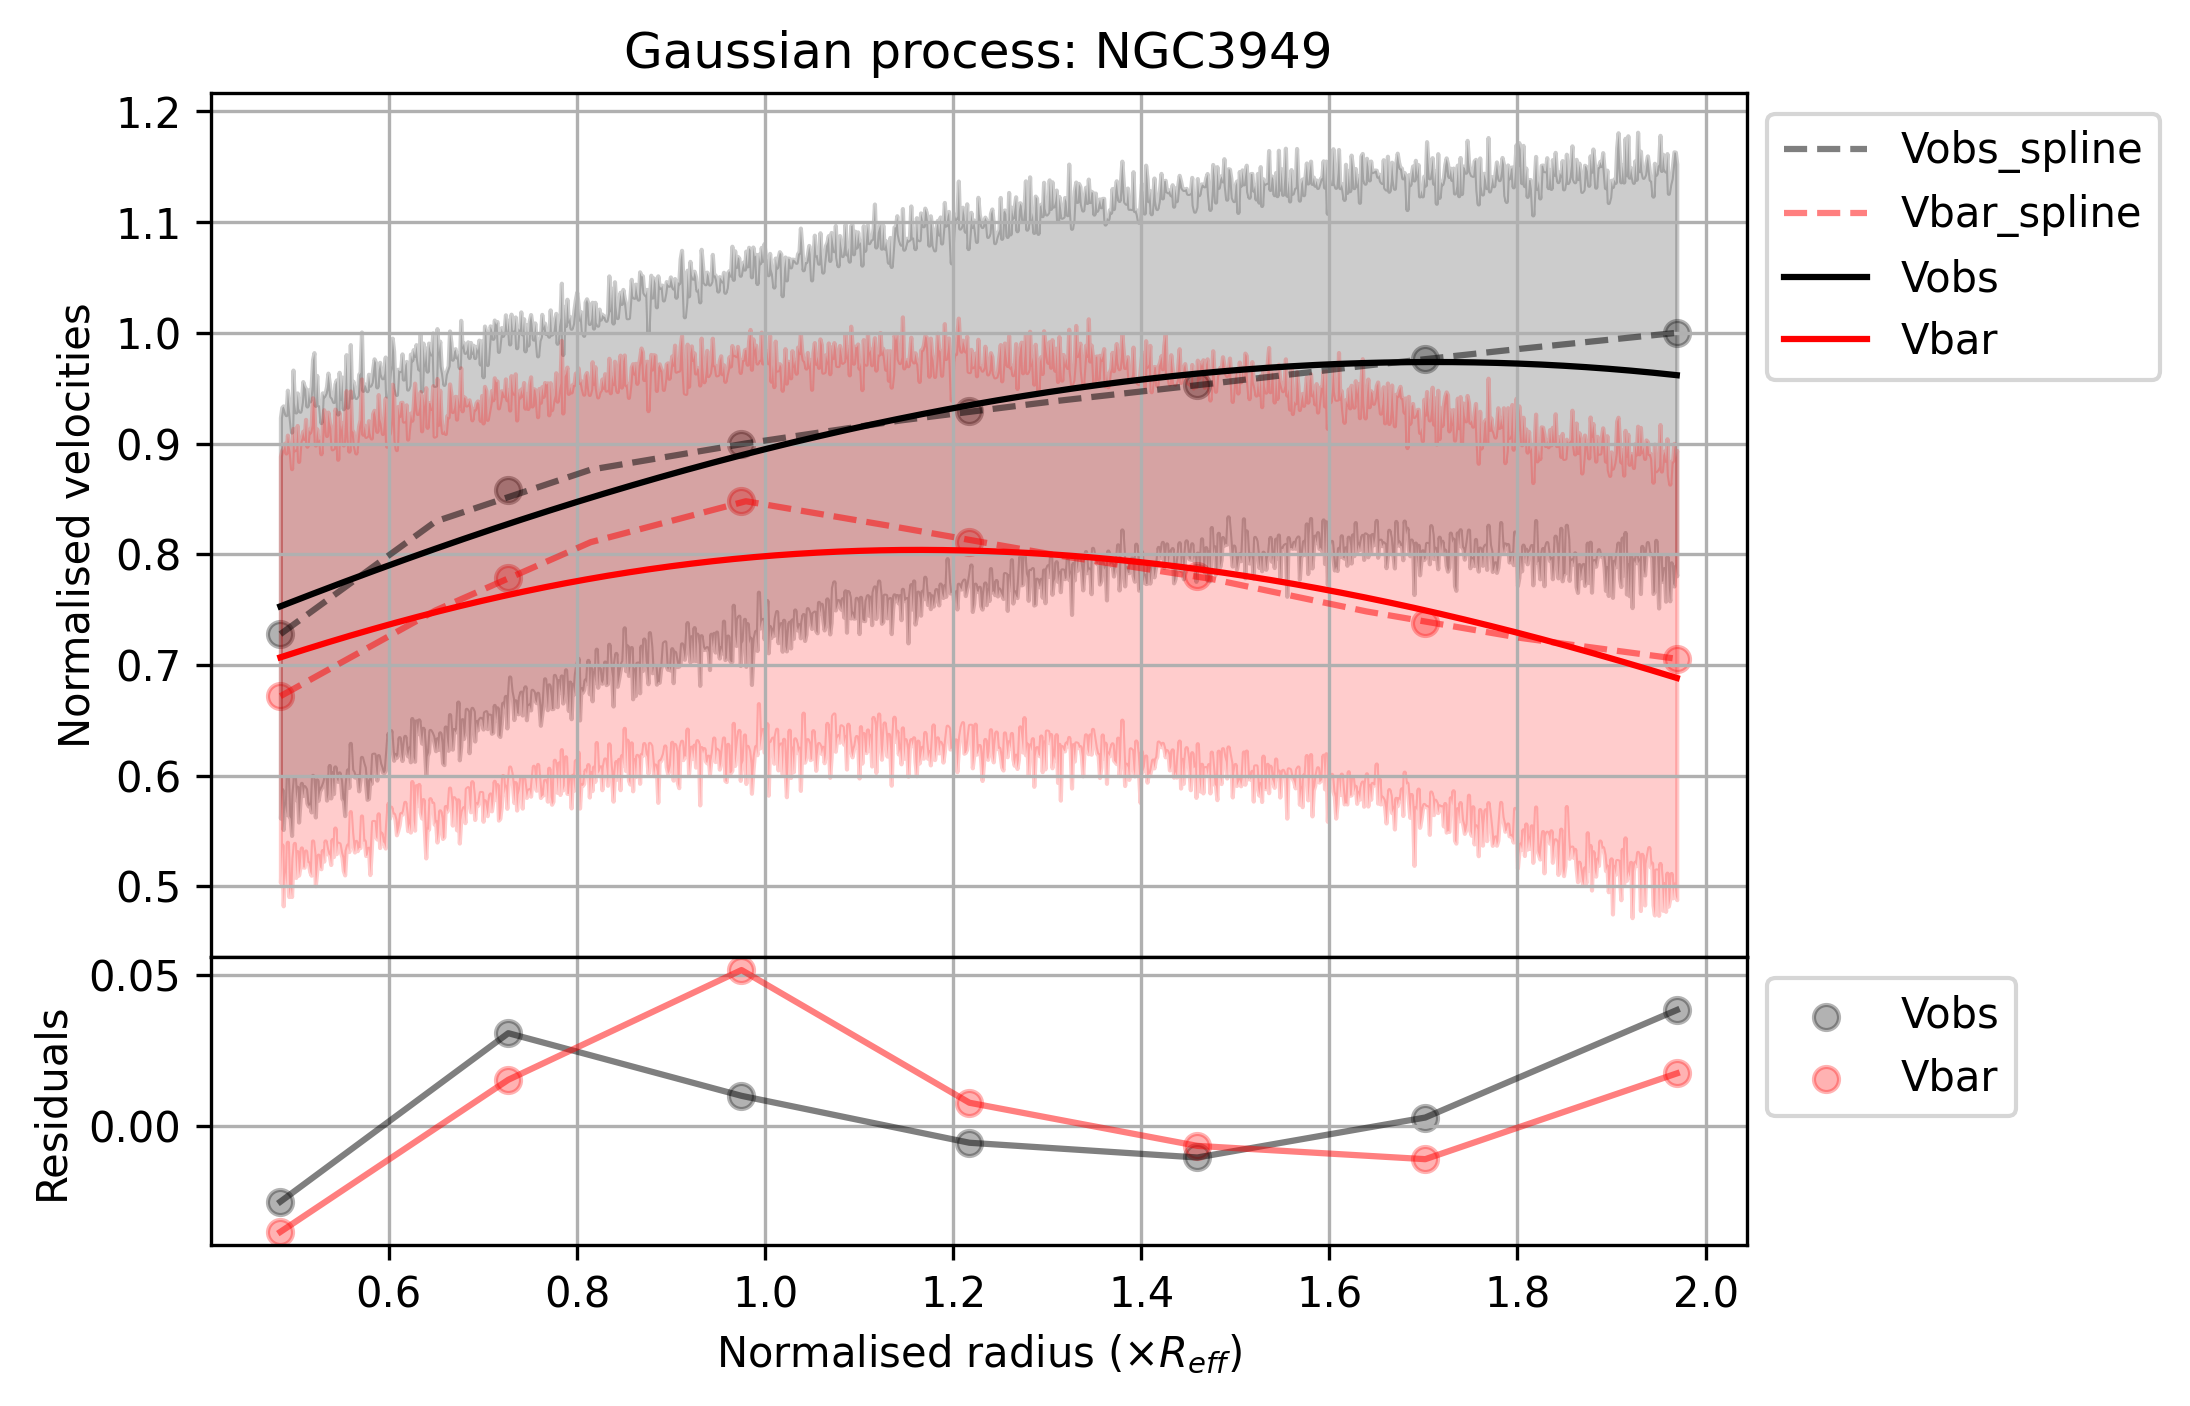 Gaussian process: NGC3949
1.2
1.1
1.0
0.9
0.8
0.7
0.6
0.5
Normalised velocities
Vobs_spline
Vbar_spline
Vobs
Vbar
0.05
0.00
Residuals
Vobs
Vbar
0.6 0.8 1.0 1.2 1.4 1.6 1.8 2.0
Normalised radius (×R_eff)